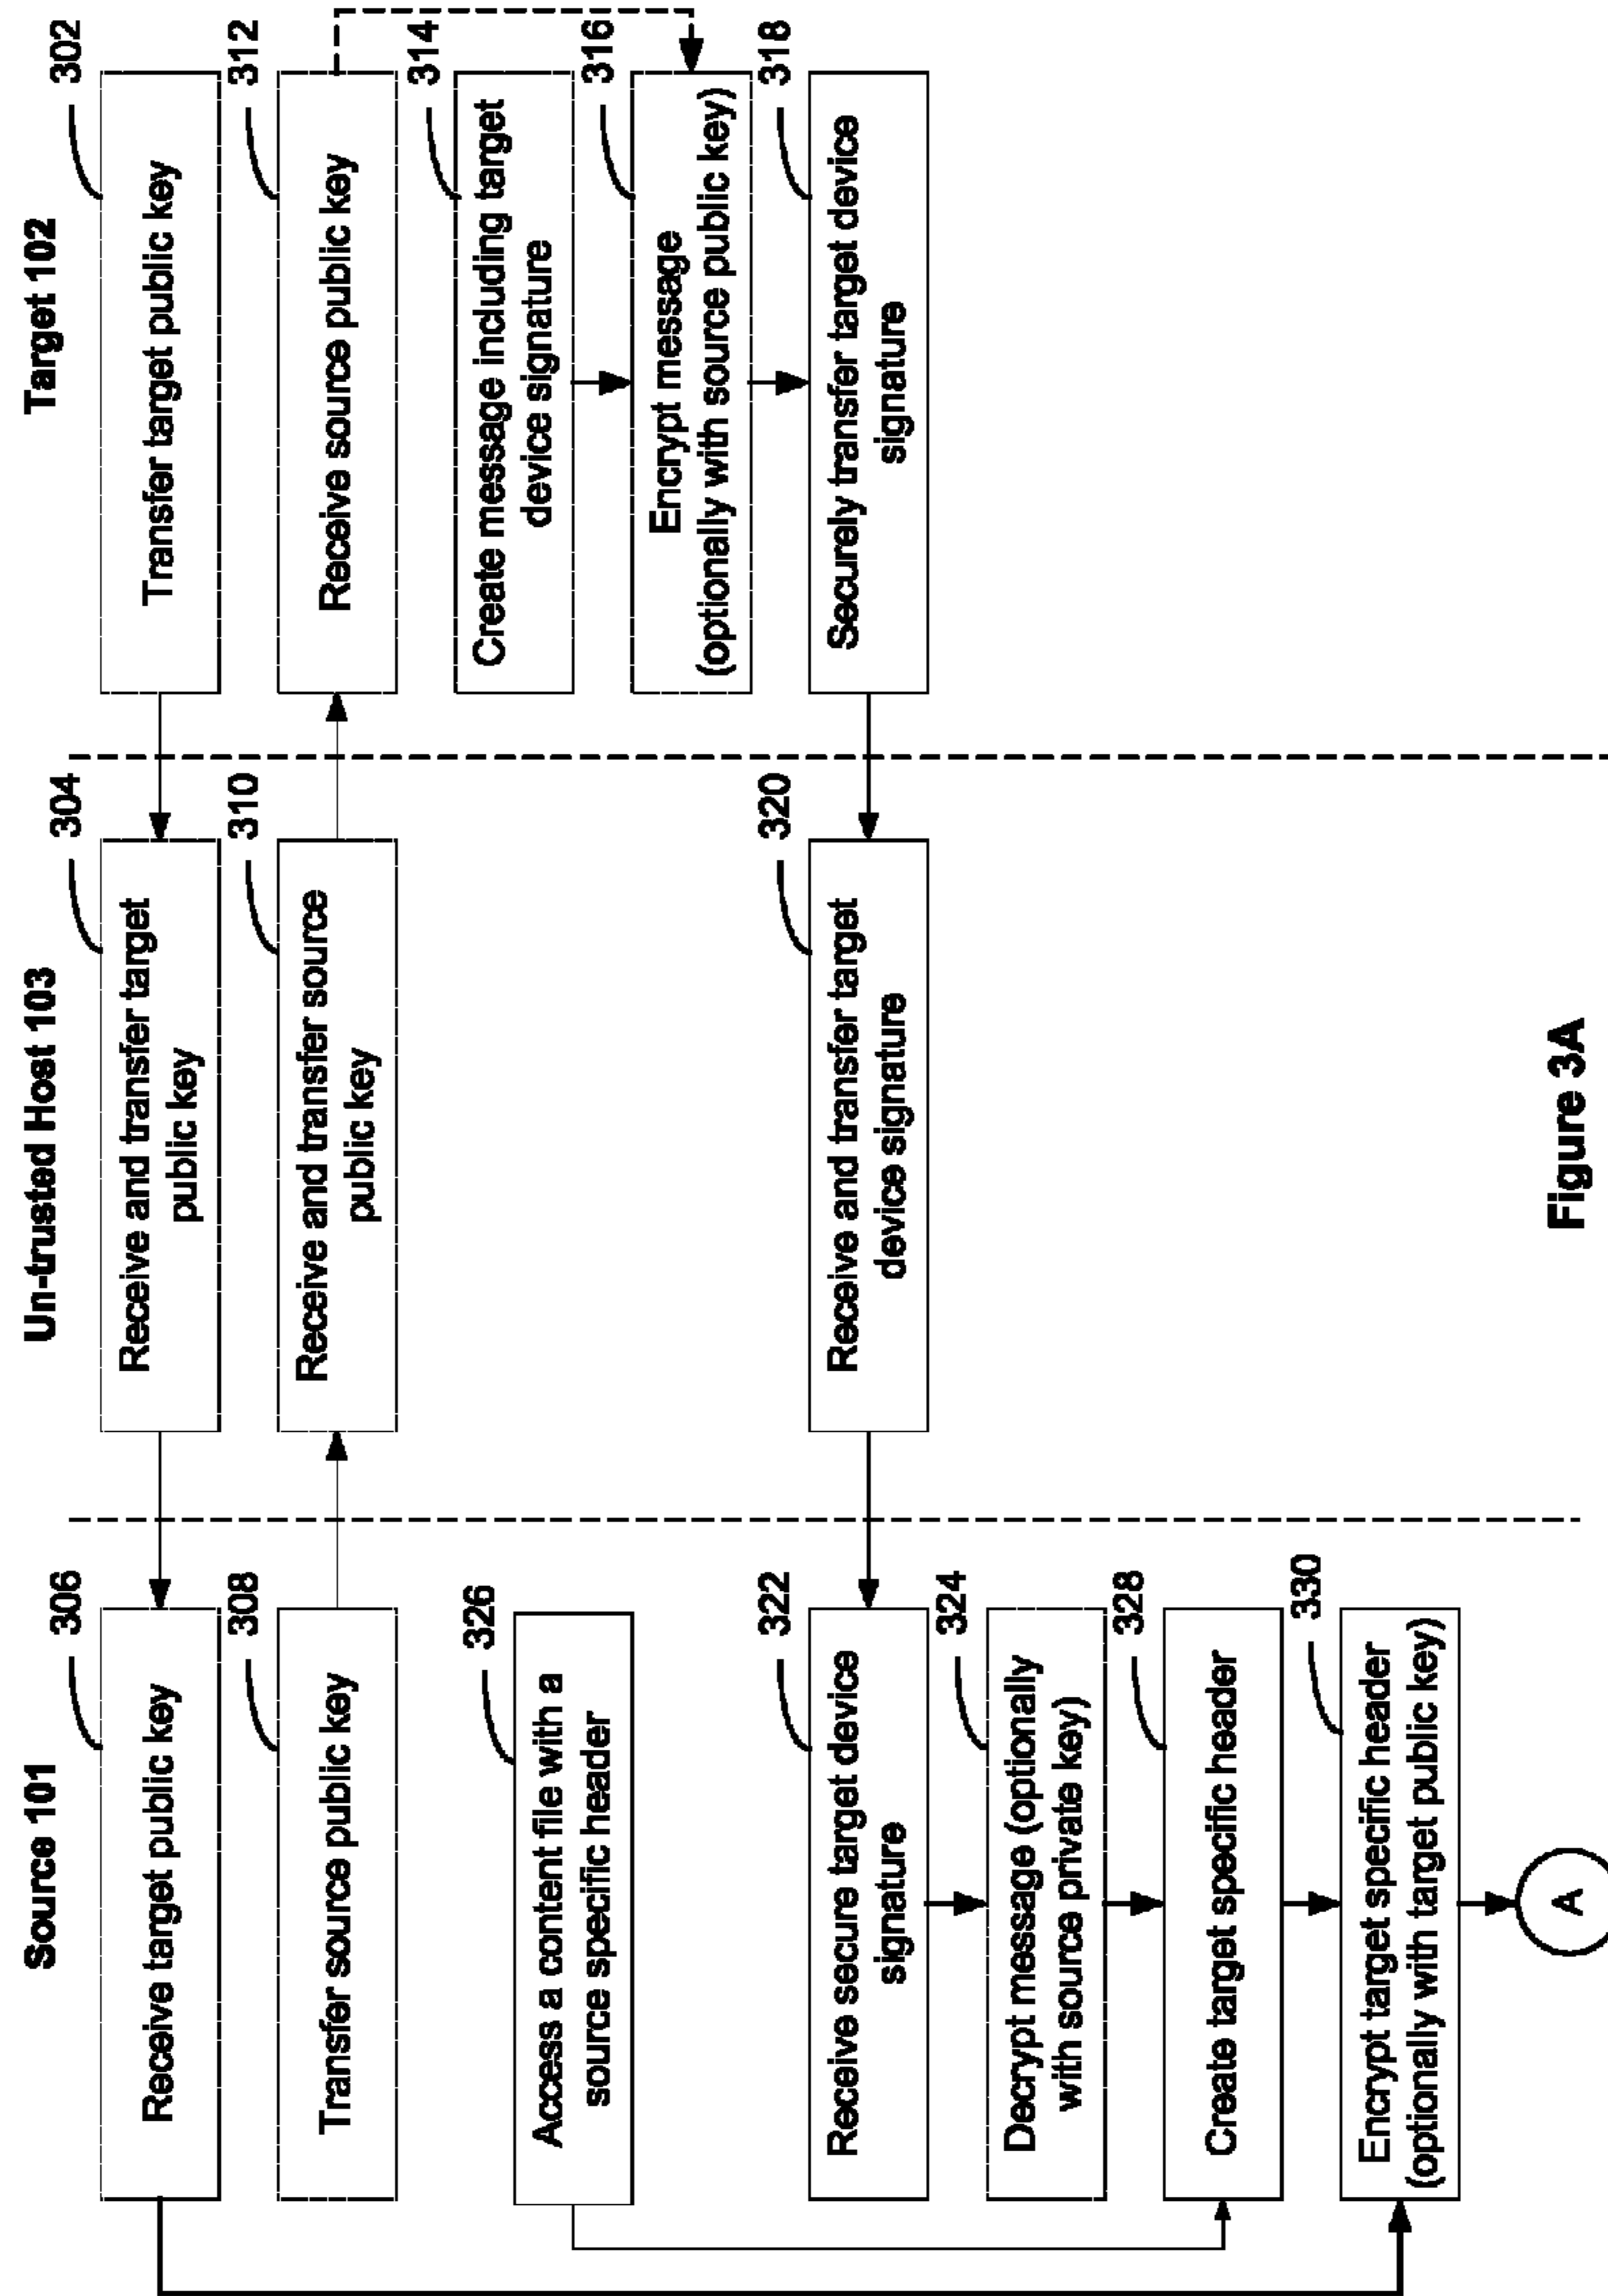 Source 101
Un-trusted Host 103
Target 102
306
Receive target public key
304
Receive and transfer target
public key
302
Transfer target public key
308
Transfer source public key
310
Receive and transfer source
public key
312
Receive source public key
326
Access a content file with a
source specific header
314
Create message including target
device signature
316
Encrypt message
(optionally with source public key)
322
Receive secure target device
signature
320
Receive and transfer target
device signature
318
Securely transfer target device
signature
324
Decrypt message (optionally
with source private key)
328
Create target specific header
330
Encrypt target specific header
(optionally with target public key)
A
Figure 3A